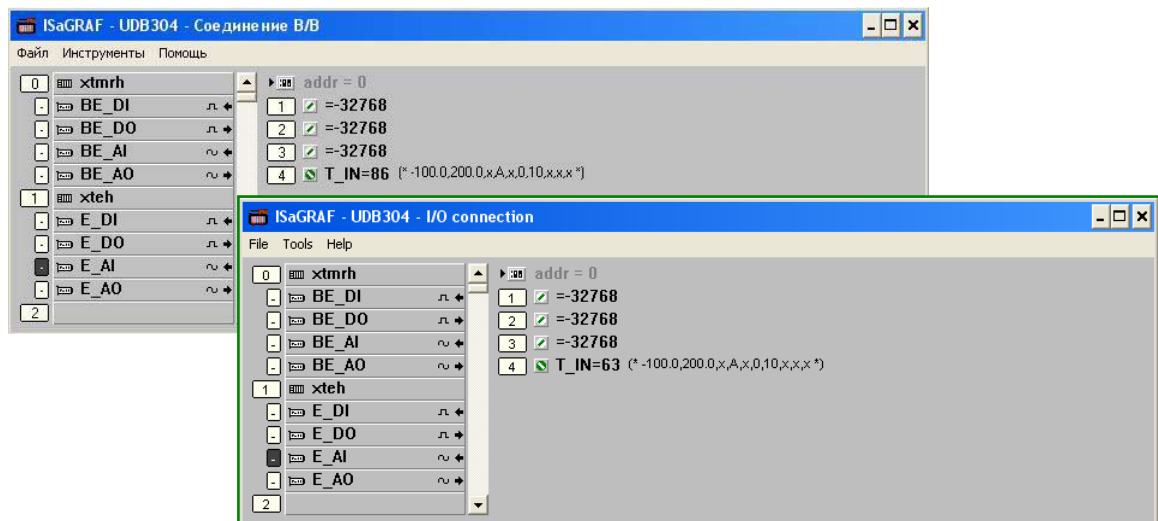 ISaGRAF - UDB304 - Соединение В/В
Файл Инструменты Помощь
0 xtmrh
BE_DI
BE_DO
BE_AI
BE_AO
1 xteh
E_DI
E_DO
E_AI
E_AO
2
addr = 0
1 =-32768
2 =-32768
3 =-32768
4 T_IN=86 (* -100.0,200.0,x,A,x,0,10,x,x,x *)
ISaGRAF - UDB304 - I/O connection
File Tools Help
0 xtmrh
BE_DI
BE_DO
BE_AI
BE_AO
1 xteh
E_DI
E_DO
E_AI
E_AO
2
addr = 0
1 =-32768
2 =-32768
3 =-32768
4 T_IN=63 (* -100.0,200.0,x,A,x,0,10,x,x,x *)